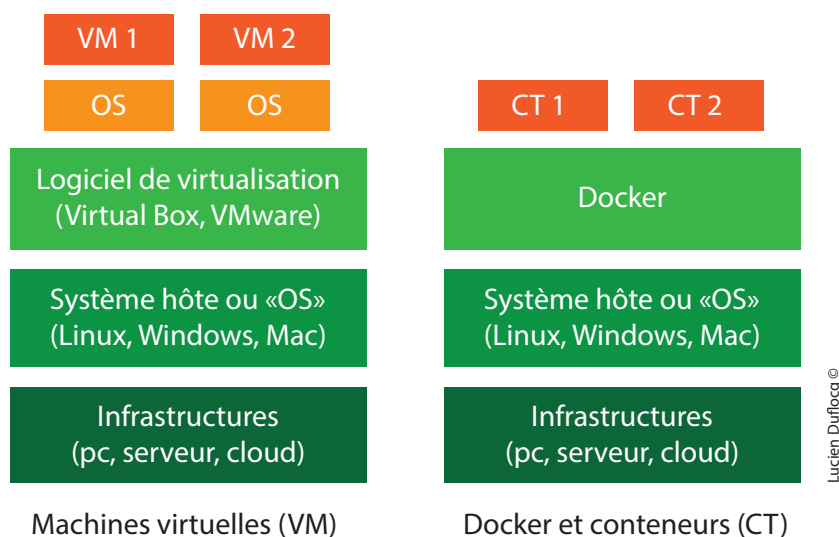 VM 1
VM 2
OS
OS
Logiciel de virtualisation
(Virtual Box, VMware)
Système hôte ou «OS»
(Linux, Windows, Mac)
Infrastructures
(pc, serveur, cloud)
Machines virtuelles (VM)
CT 1
CT 2
Docker
Système hôte ou «OS»
(Linux, Windows, Mac)
Infrastructures
(pc, serveur, cloud)
Docker et conteneurs (CT)
Lucien Duflocq ©